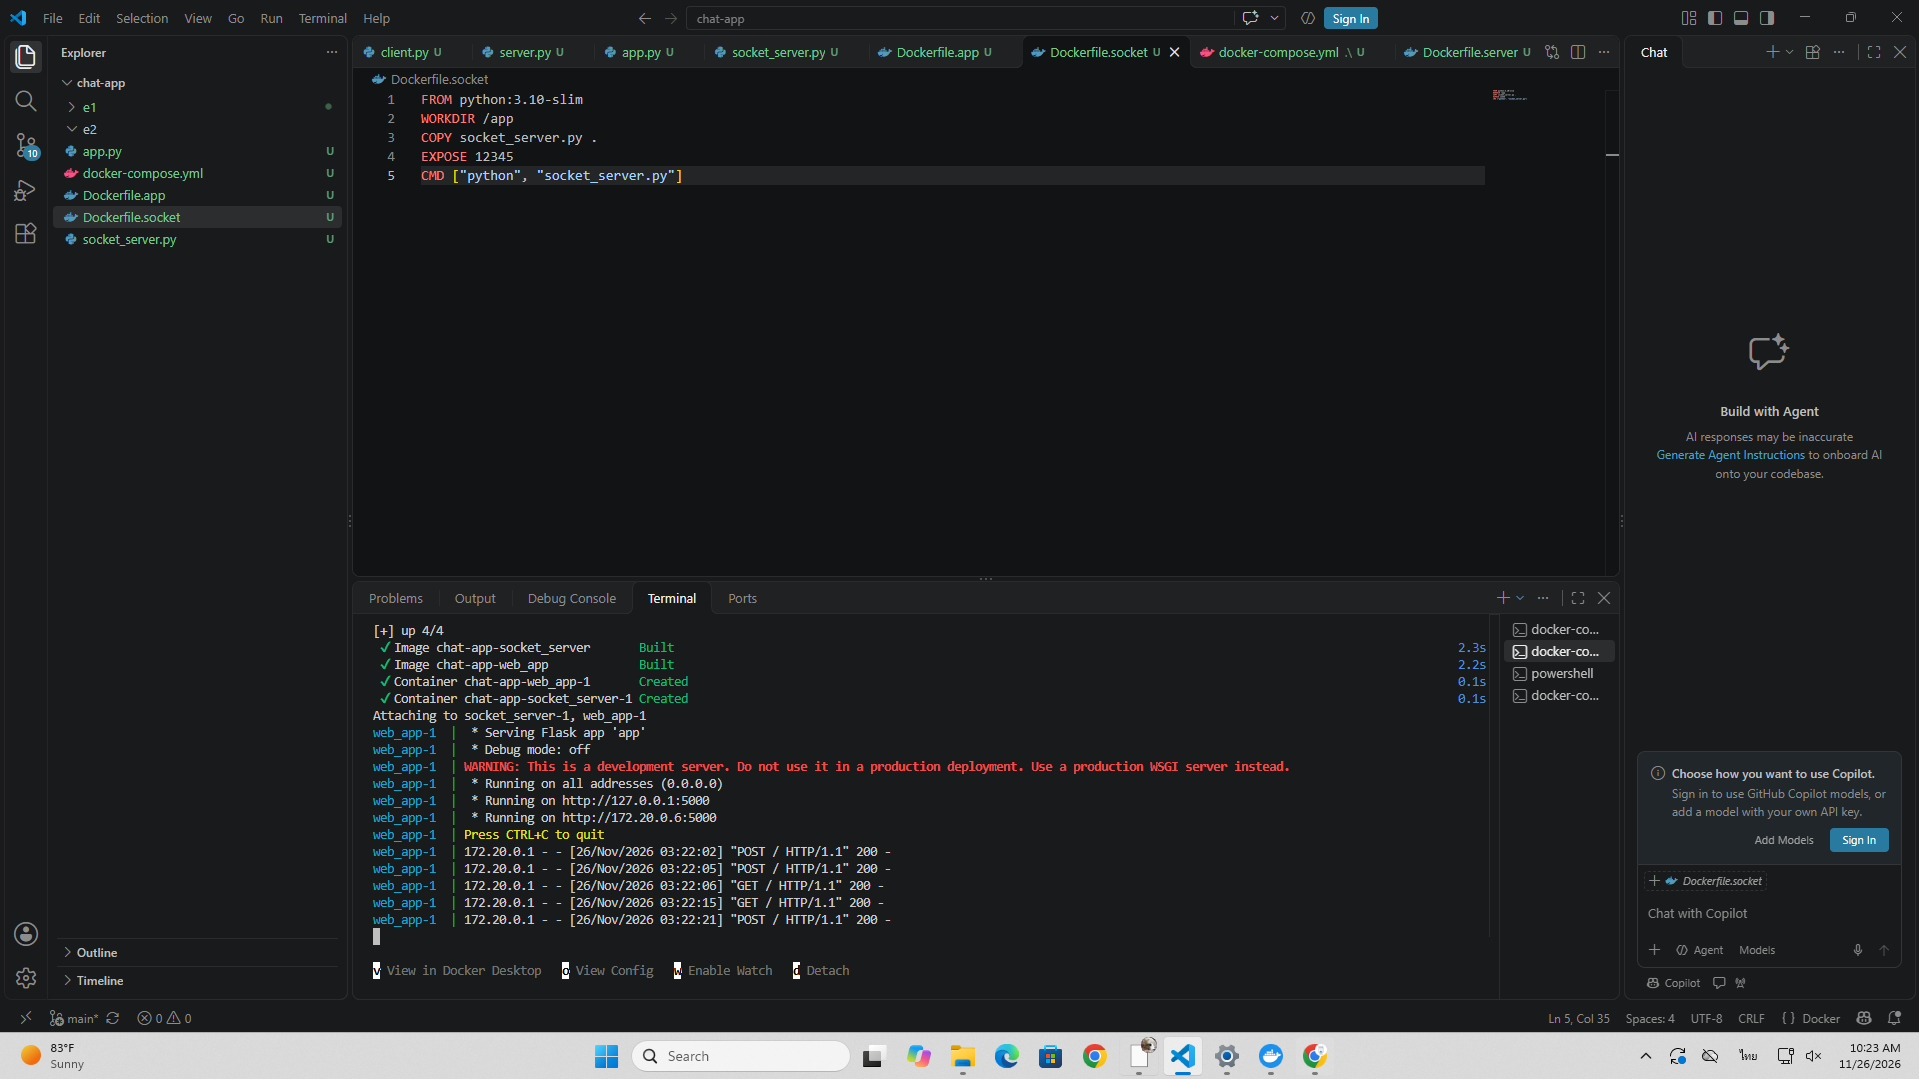 File Edit Selection View Go Run Terminal Help
chat-app
Sign In
Explorer
chat-app
e1
e2
app.py U
docker-compose.yml U
Dockerfile.app U
Dockerfile.socket U
socket_server.py U
10
Outline
Timeline
client.py U
server.py U
app.py U
socket_server.py U
Dockerfile.app U
Dockerfile.socket U
docker-compose.yml .\ U
Dockerfile.server U
Dockerfile.socket
1 FROM python:3.10-slim
2 WORKDIR /app
3 COPY socket_server.py .
4 EXPOSE 12345
5 CMD ["python", "socket_server.py"]
Problems Output Debug Console Terminal Ports
[+] up 4/4
✓ Image chat-app-socket_server Built 2.3s
✓ Image chat-app-web_app Built 2.2s
✓ Container chat-app-web_app-1 Created 0.1s
✓ Container chat-app-socket_server-1 Created 0.1s
Attaching to socket_server-1, web_app-1
web_app-1 | * Serving Flask app 'app'
web_app-1 | * Debug mode: off
web_app-1 | WARNING: This is a development server. Do not use it in a production deployment. Use a production WSGI server instead.
web_app-1 | * Running on all addresses (0.0.0.0)
web_app-1 | * Running on http://127.0.0.1:5000
web_app-1 | * Running on http://172.20.0.6:5000
web_app-1 | Press CTRL+C to quit
web_app-1 | 172.20.0.1 - - [26/Nov/2026 03:22:02] "POST / HTTP/1.1" 200 -
web_app-1 | 172.20.0.1 - - [26/Nov/2026 03:22:05] "POST / HTTP/1.1" 200 -
web_app-1 | 172.20.0.1 - - [26/Nov/2026 03:22:06] "GET / HTTP/1.1" 200 -
web_app-1 | 172.20.0.1 - - [26/Nov/2026 03:22:15] "GET / HTTP/1.1" 200 -
web_app-1 | 172.20.0.1 - - [26/Nov/2026 03:22:21] "POST / HTTP/1.1" 200 -
v View in Docker Desktop o View Config w Enable Watch d Detach
docker-co...
docker-co...
powershell
docker-co...
Chat
Build with Agent
AI responses may be inaccurate
Generate Agent Instructions to onboard AI
onto your codebase.
Choose how you want to use Copilot.
Sign in to use GitHub Copilot models, or
add a model with your own API key.
Add Models Sign In
Dockerfile.socket
Chat with Copilot
Agent Models
Copilot
main* 0 0
Ln 5, Col 35 Spaces: 4 UTF-8 CRLF { } Docker
83°F
Sunny
Search
ไทย
10:23 AM
11/26/2026